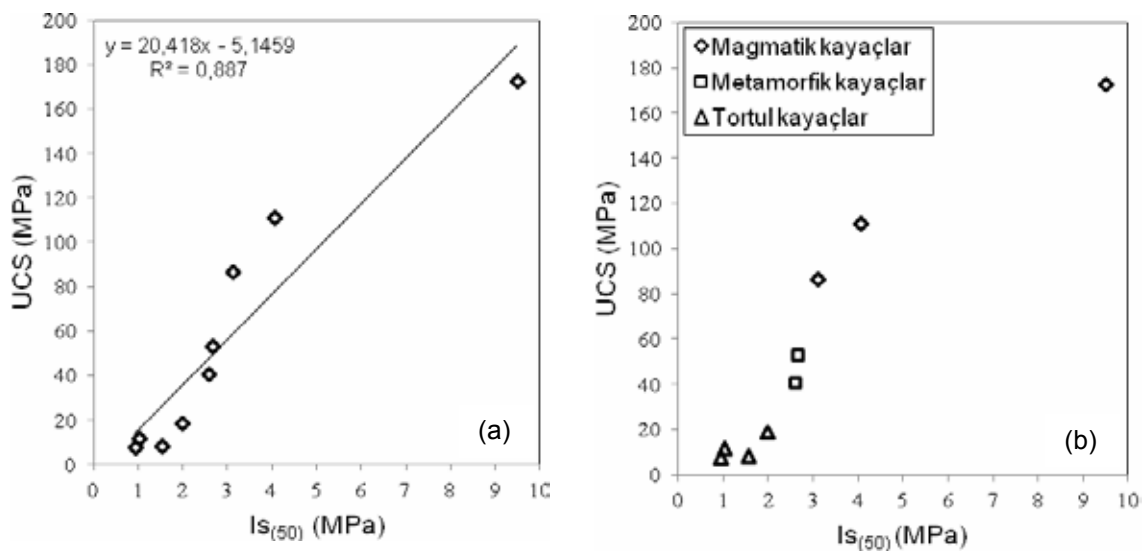 y = 20,418x - 5,1459
R² = 0,887
UCS (MPa)
200
180
160
140
120
100
80
60
40
20
0
0 1 2 3 4 5 6 7 8 9 10
Is(50) (MPa)
(a)
Magmatik kayaçlar
Metamorfik kayaçlar
Tortul kayaçlar
UCS (MPa)
200
180
160
140
120
100
80
60
40
20
0
0 1 2 3 4 5 6 7 8 9 10
Is(50) (MPa)
(b)